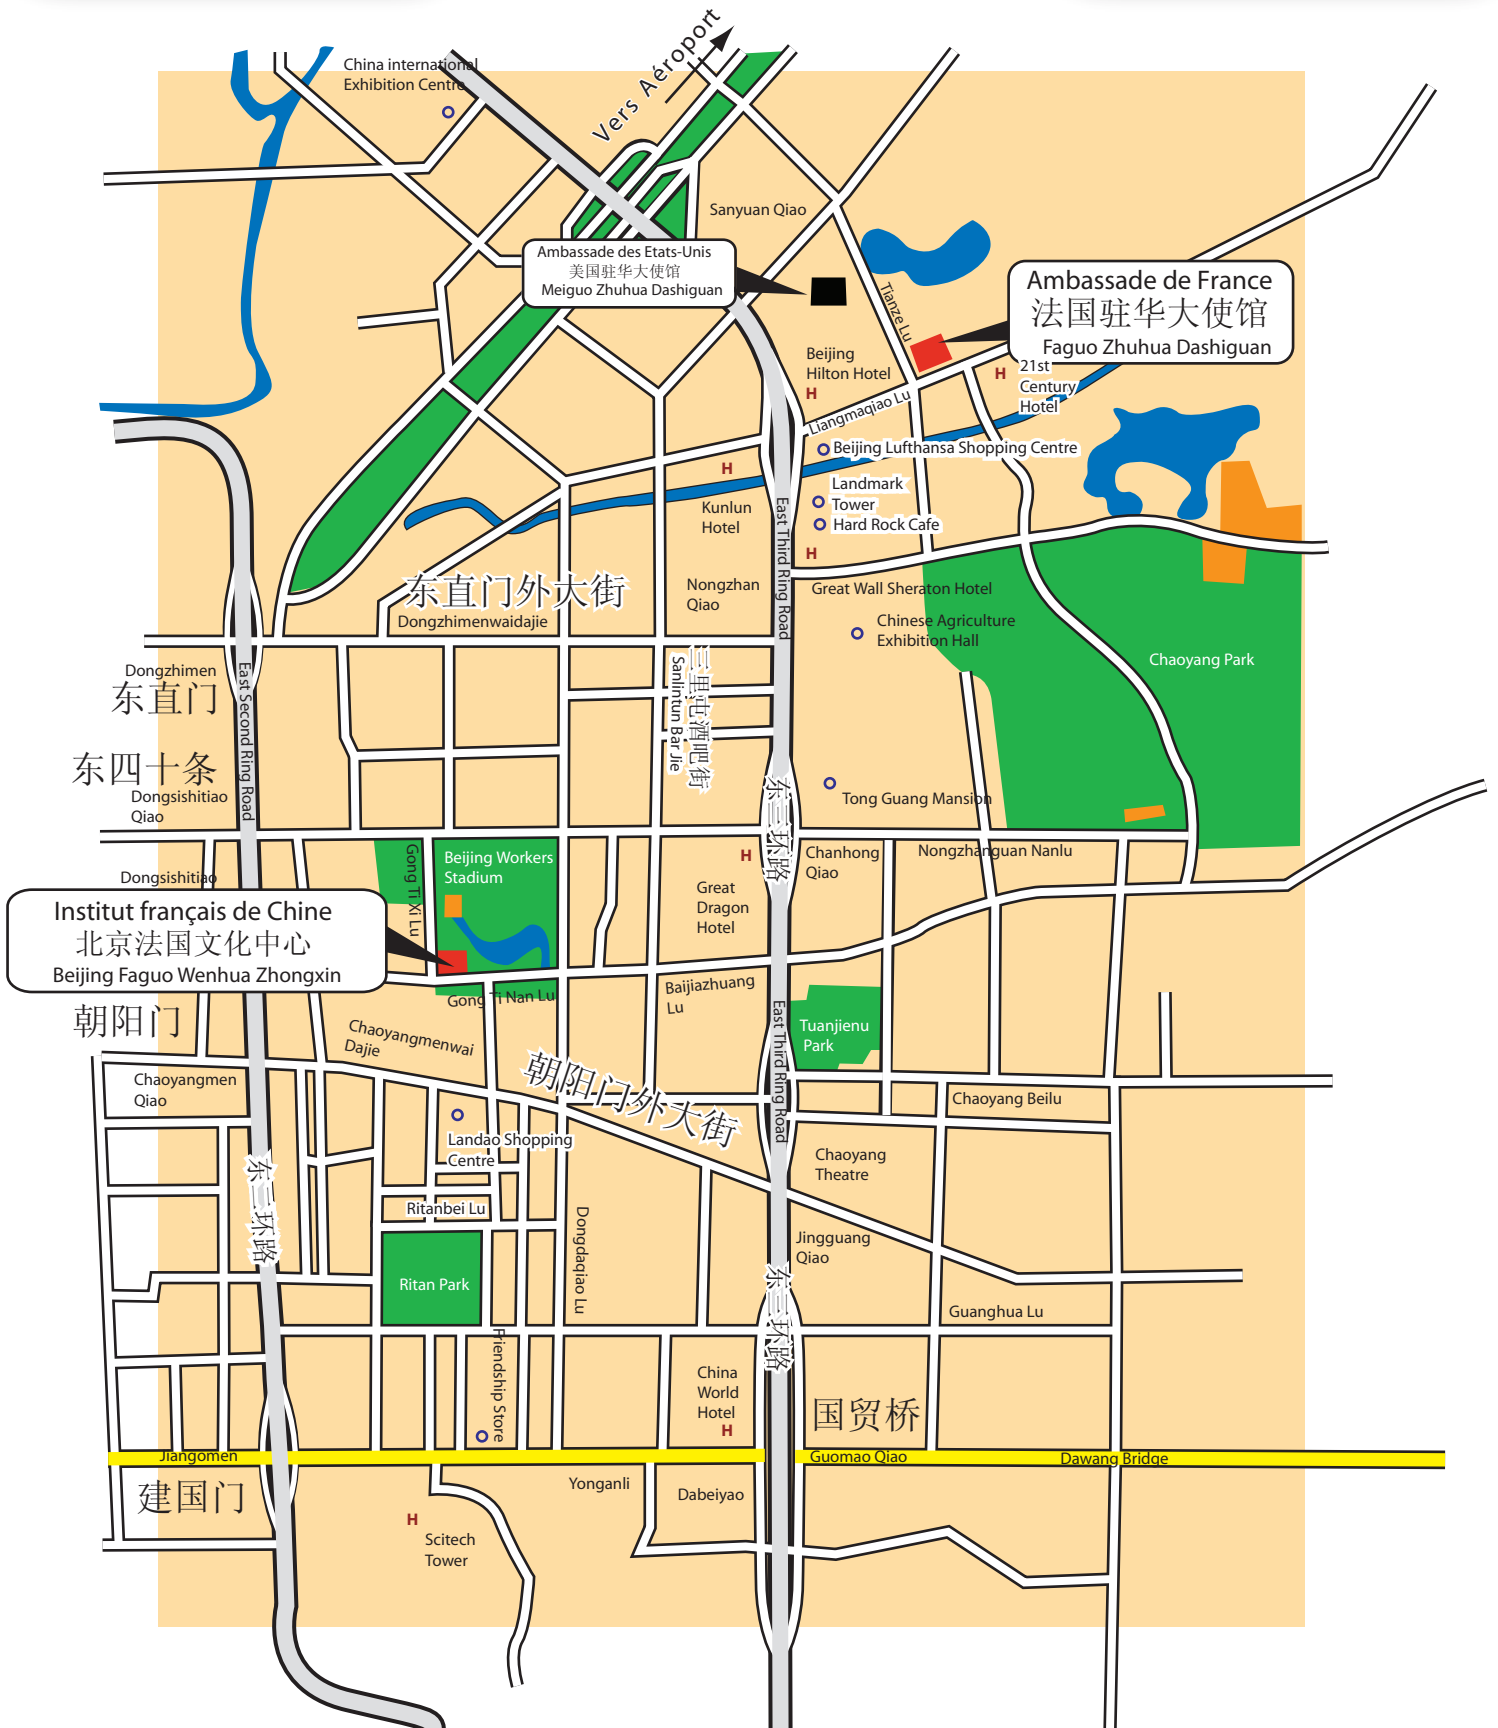 China international
Exhibition Centre
Vers Aéroport
Sanyuan Qiao
Ambassade des Etats-Unis
美国驻华大使馆
Meiguo Zhuhua Dashiguan
Ambassade de France
法国驻华大使馆
Faguo Zhuhua Dashiguan
Tianze Lu
Beijing
Hilton Hotel
H
H
21st
Century
Hotel
Liangmaqiao Lu
Beijing Lufthansa Shopping Centre
H
Landmark
Tower
Kunlun
Hotel
Hard Rock Cafe
East Third Ring Road
H
东直门外大街
Dongzhimenwaidajie
Nongzhan
Qiao
Great Wall Sheraton Hotel
Chinese Agriculture
Exhibition Hall
Chaoyang Park
Dongzhimen
东直门
East Second Ring Road
三里屯酒吧街
Sanlintun Bar Jie
东四十条
Dongsishitiao
Qiao
东三环路
Tong Guang Mansion
Gong Ti Xi Lu
Beijing Workers
Stadium
H
Chanhong
Qiao
Nongzhanguan Nanlu
Dongsishitiao
Great
Dragon
Hotel
Institut français de Chine
北京法国文化中心
Beijing Faguo Wenhua Zhongxin
Gong Ti Nan Lu
Baijiazhuang
Lu
朝阳门
Chaoyangmenwai
Dajie
East Third Ring Road
Tuanjienu
Park
朝阳门外大街
Chaoyangmen
Qiao
Chaoyang Beilu
Landao Shopping
Centre
Chaoyang
Theatre
东二环路
Ritanbei Lu
Dongdaqiao Lu
Jingguang
Qiao
Ritan Park
东三环路
Guanghua Lu
Friendship Store
China
World
Hotel
H
国贸桥
Jiangomen
Guomao Qiao
Dawang Bridge
建国门
Yonganli
Dabeiyao
H
Scitech
Tower